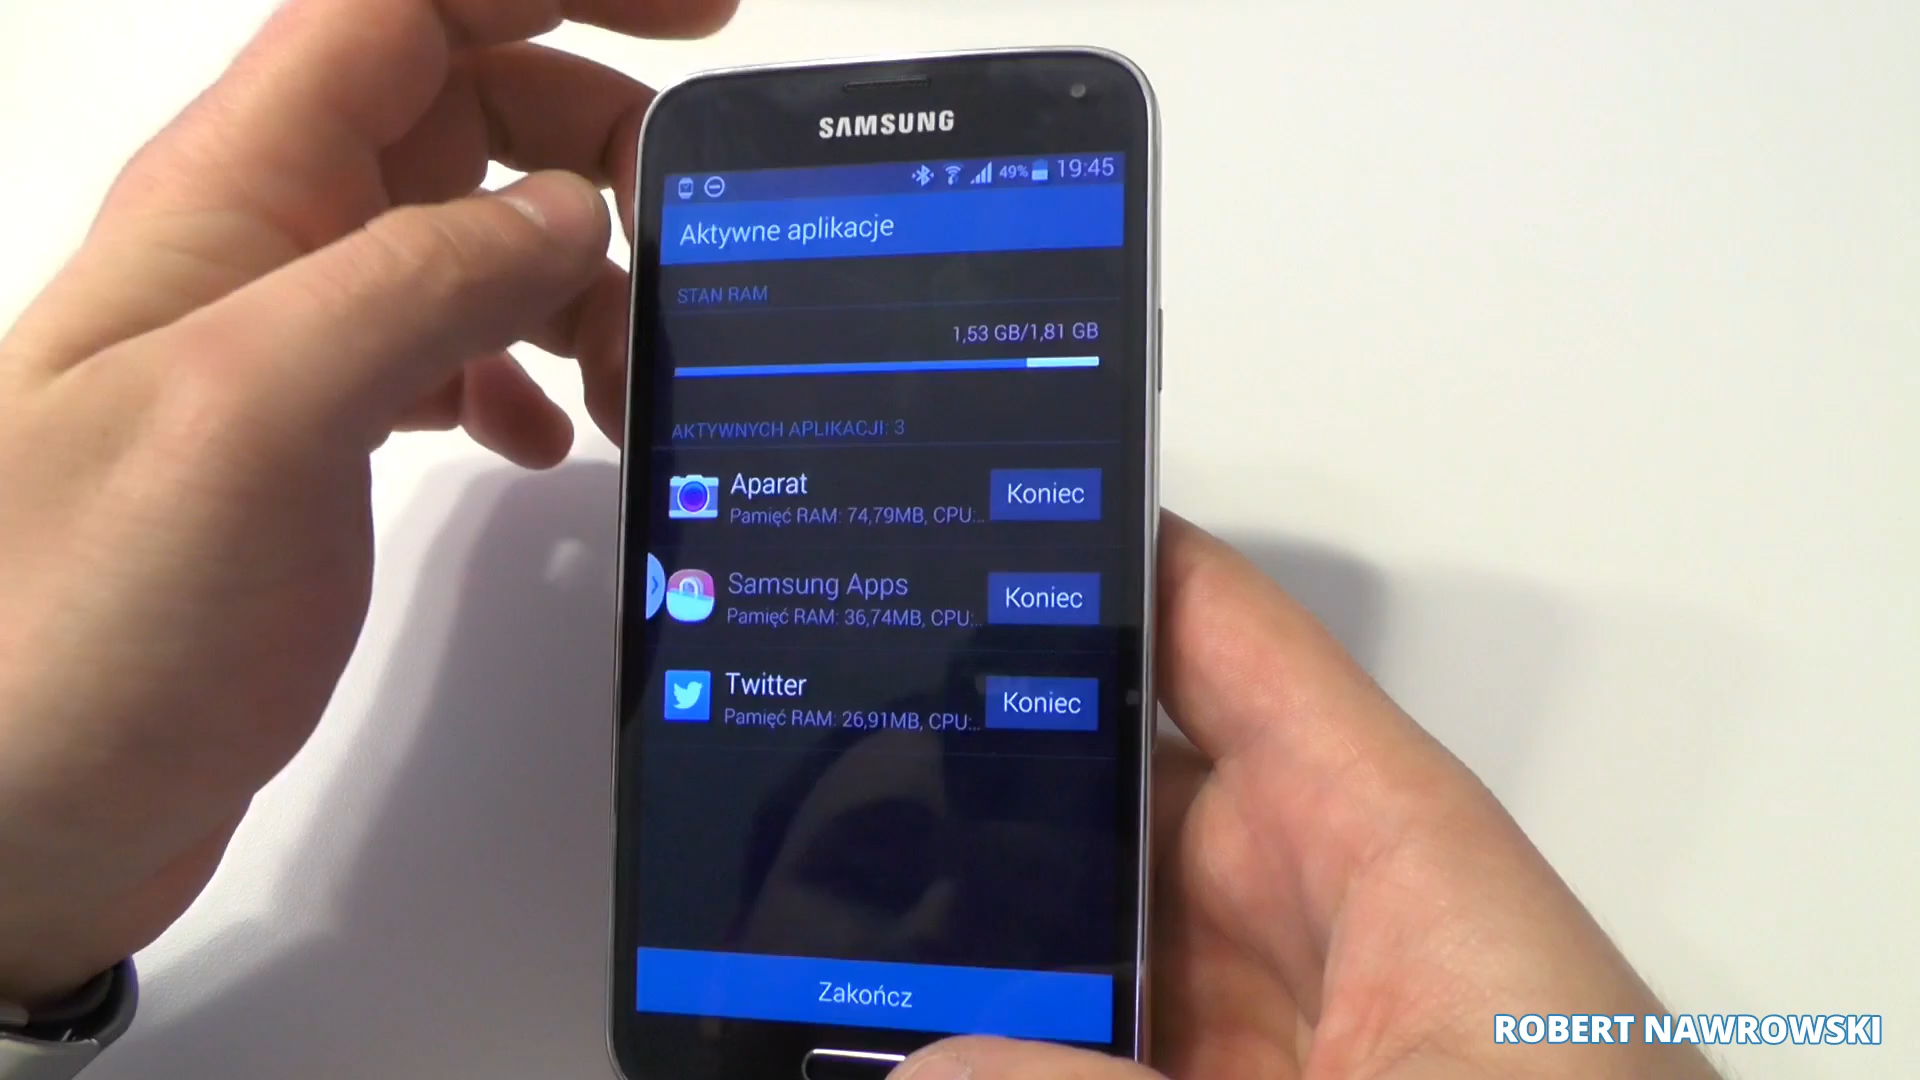 SAMSUNG
49% 19:45
Aktywne aplikacje
STAN RAM
1,53 GB/1,81 GB
AKTYWNYCH APLIKACJI: 3
Aparat
Pamięć RAM: 74,79MB, CPU:..
Koniec
Samsung Apps
Pamięć RAM: 36,74MB, CPU:..
Koniec
Twitter
Pamięć RAM: 26,91MB, CPU:..
Koniec
Zakończ
ROBERT NAWROWSKI